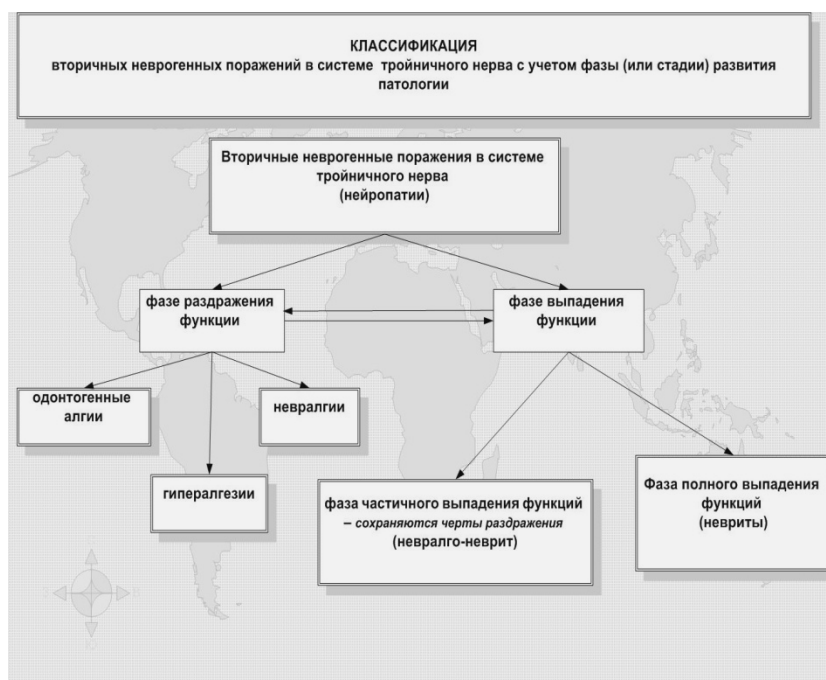 КЛАССИФИКАЦИЯ
вторичных неврогенных поражений в системе тройничного нерва с учетом фазы (или стадии) развития
патологии
Вторичные неврогенные поражения в системе
тройничного нерва
(нейропатии)
фазе раздражения
функции
фазе выпадения
функции
одонтогенные
алгии
невралгии
гипералгезии
фаза частичного выпадения функций
– сохраняются черты раздражения
(невралго-неврит)
Фаза полного выпадения
функций
(невриты)